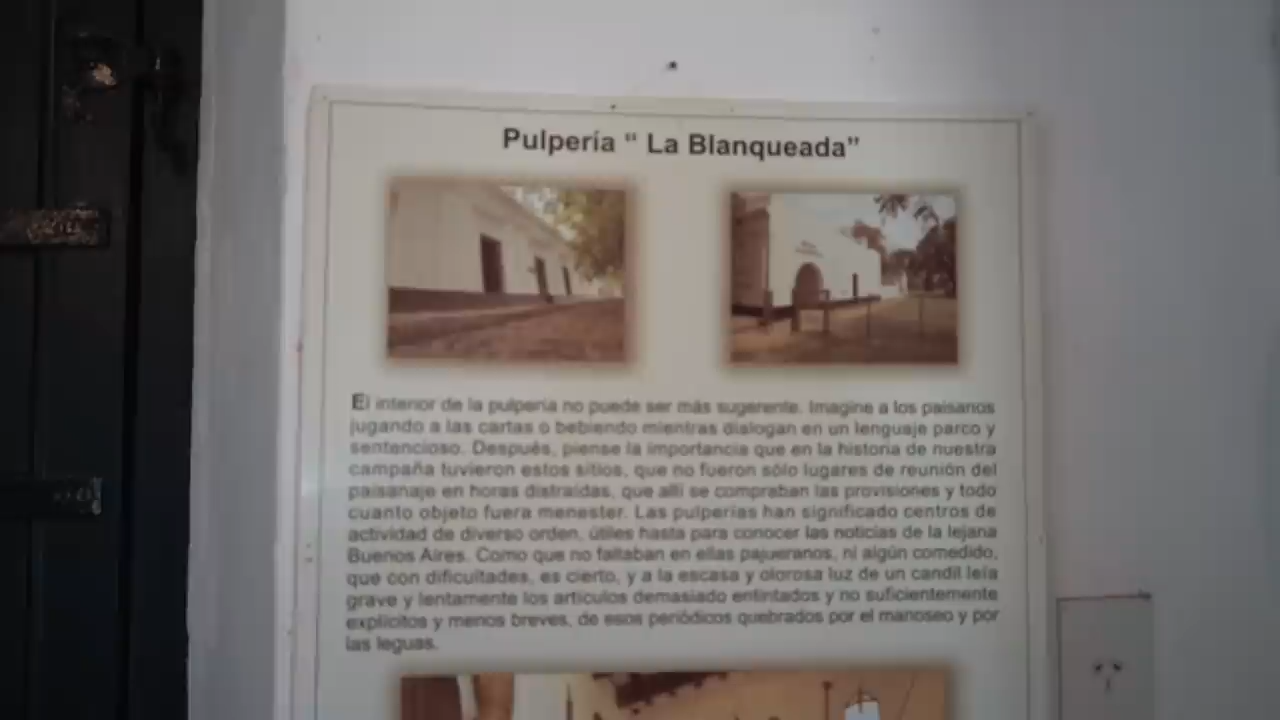 Pulpería “ La Blanqueada”
El interior de la pulpería no puede ser más sugerente. Imagine a los paisanos
jugando a las cartas o bebiendo mientras dialogan en un lenguaje parco y
sentencioso. Después, piense la importancia que en la historia de nuestra
campaña tuvieron estos sitios, que no fueron sólo lugares de reunión del
paisanaje en horas distraídas, que allí se compraban las provisiones y todo
cuanto objeto fuera menester. Las pulperías han significado centros de
actividad de diverso orden, útiles hasta para conocer las noticias de la lejana
Buenos Aires. Como que no faltaban en ellas pajueranos, ni algún comedido,
que con dificultades, es cierto, y a la escasa y olorosa luz de un candil leía
grave y lentamente los artículos demasiado entintados y no suficientemente
explícitos y menos breves, de esos periódicos quebrados por el manoseo y por
las leguas.